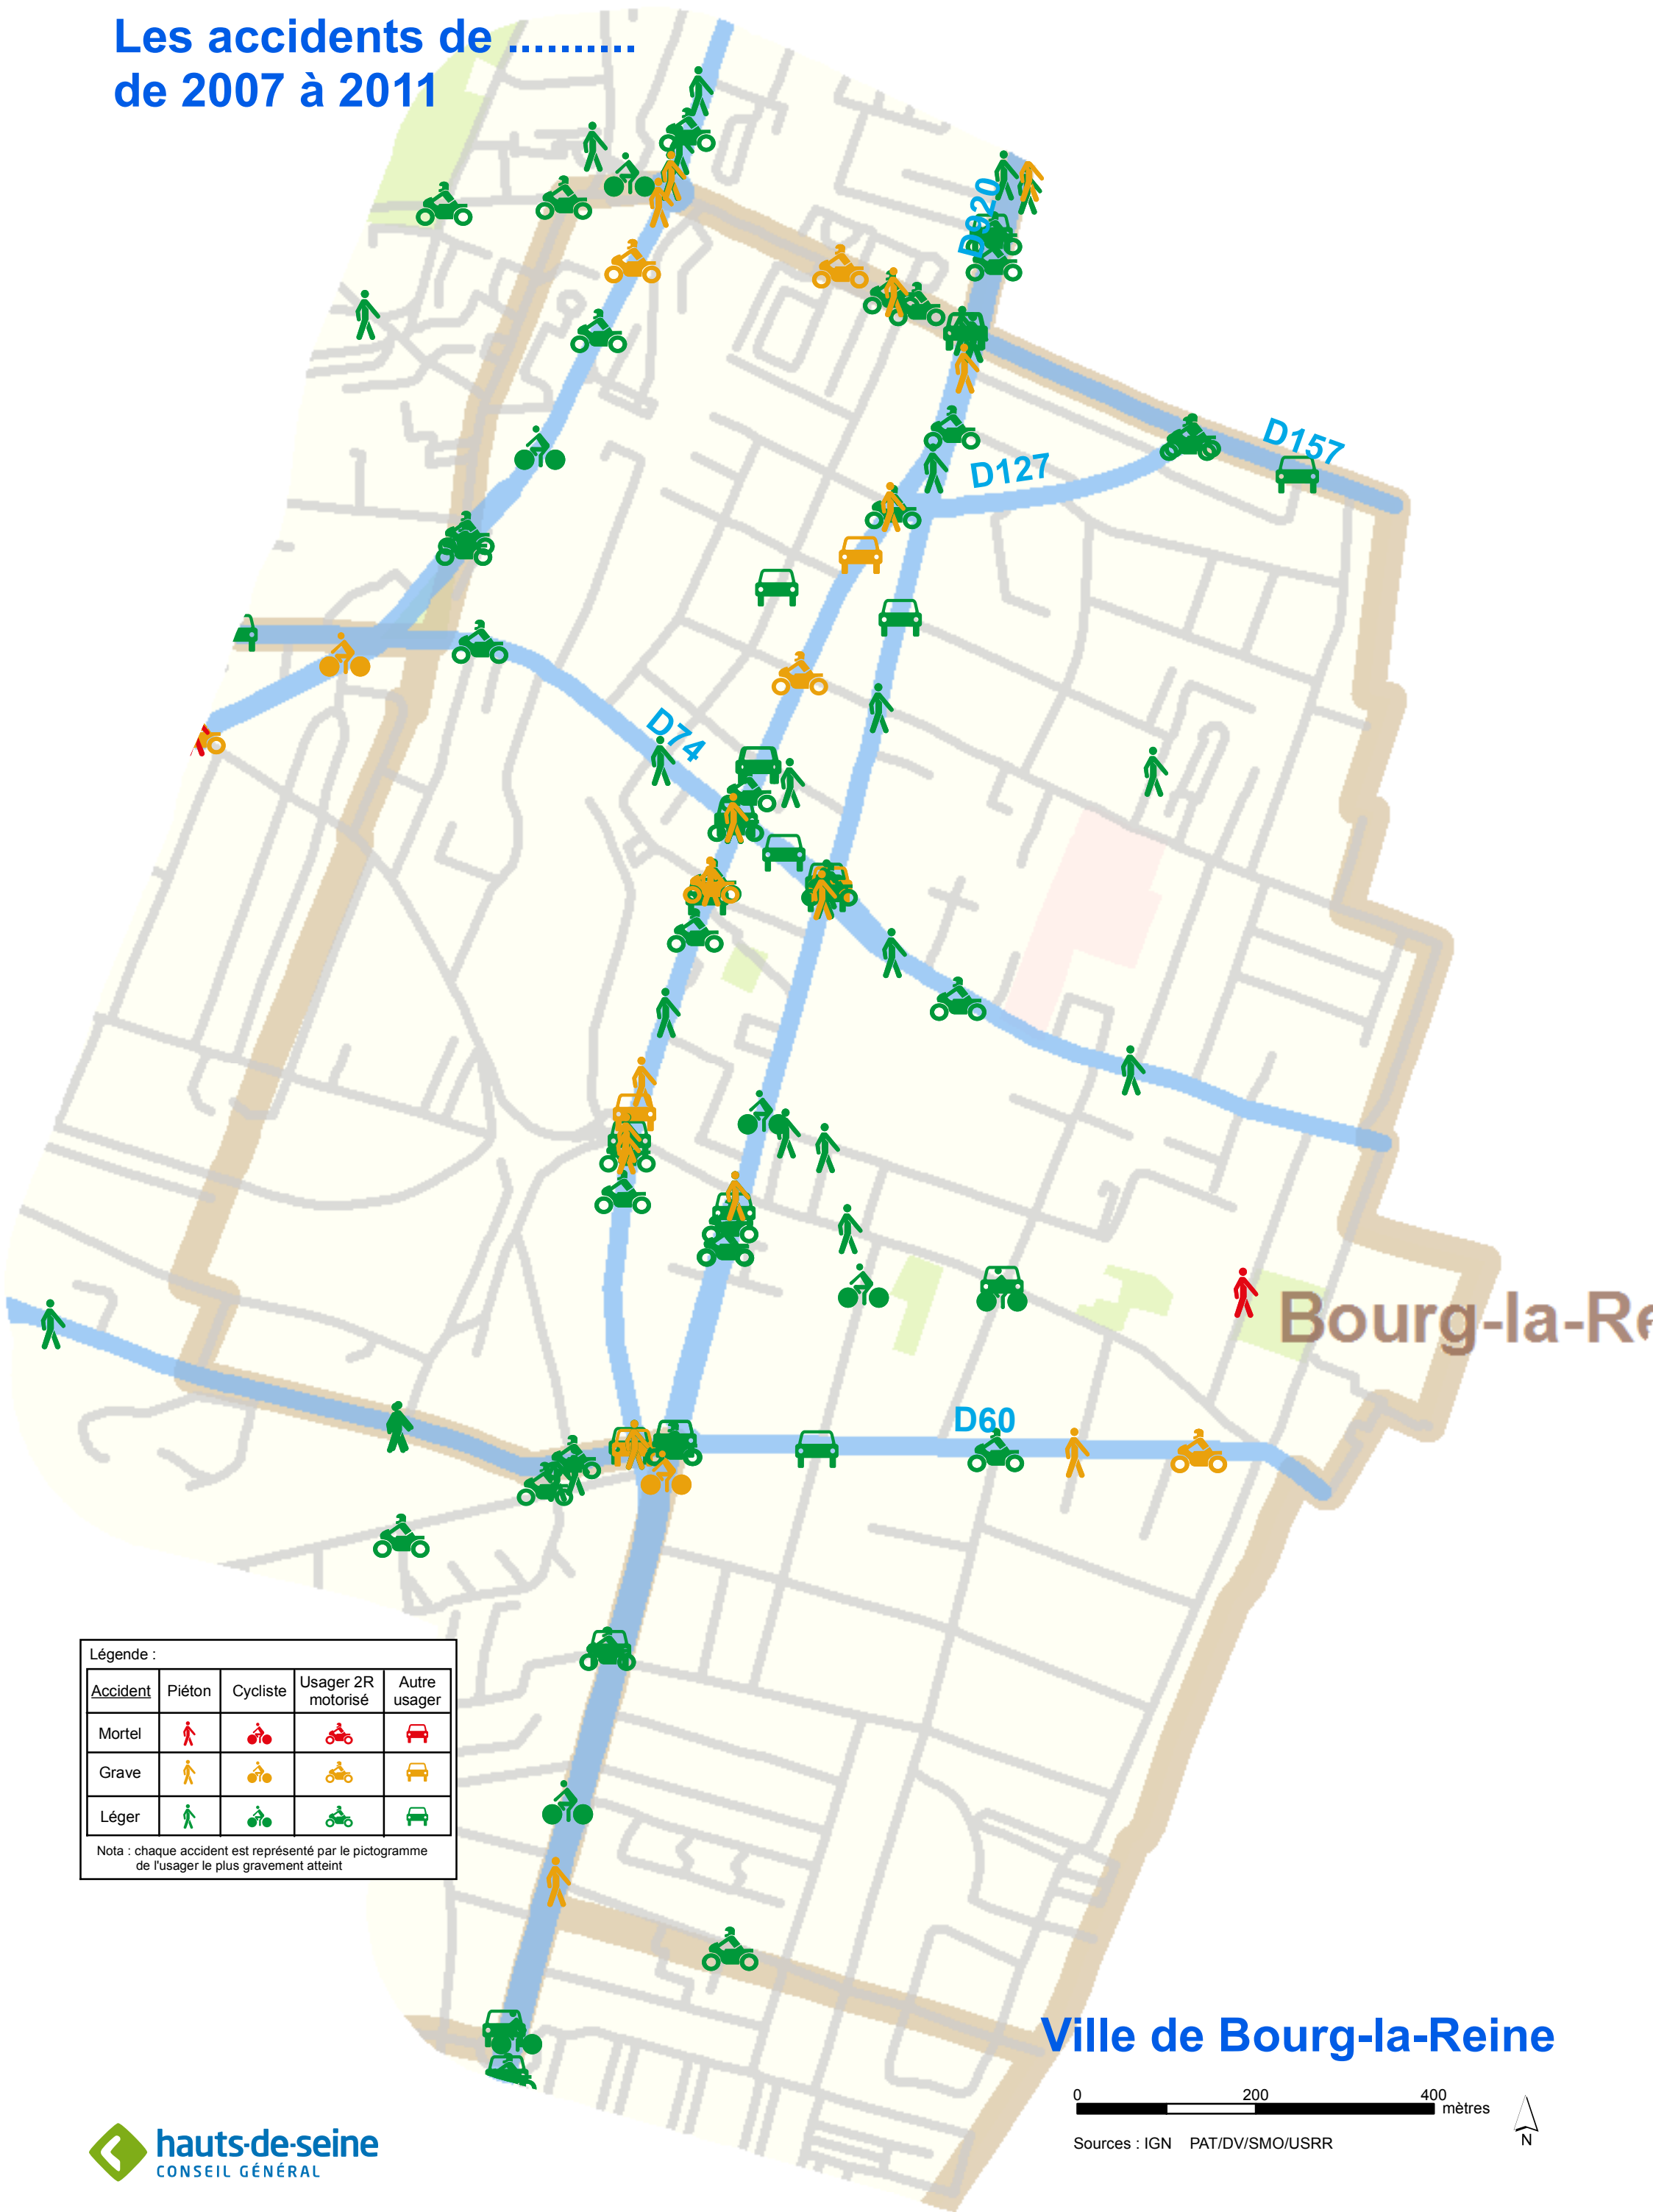 Les accidents de ...........
de 2007 à 2011
D920
D157
D127
D74
Bourg-la-Re
D60
Légende :
Accident Piéton Cycliste Usager 2R motorisé Autre usager
Mortel
Grave
Léger
Nota : chaque accident est représenté par le pictogramme
de l'usager le plus gravement atteint
Ville de Bourg-la-Reine
0 200 400
mètres
Sources : IGN PAT/DV/SMO/USRR
N
hauts-de-seine
CONSEIL GÉNÉRAL